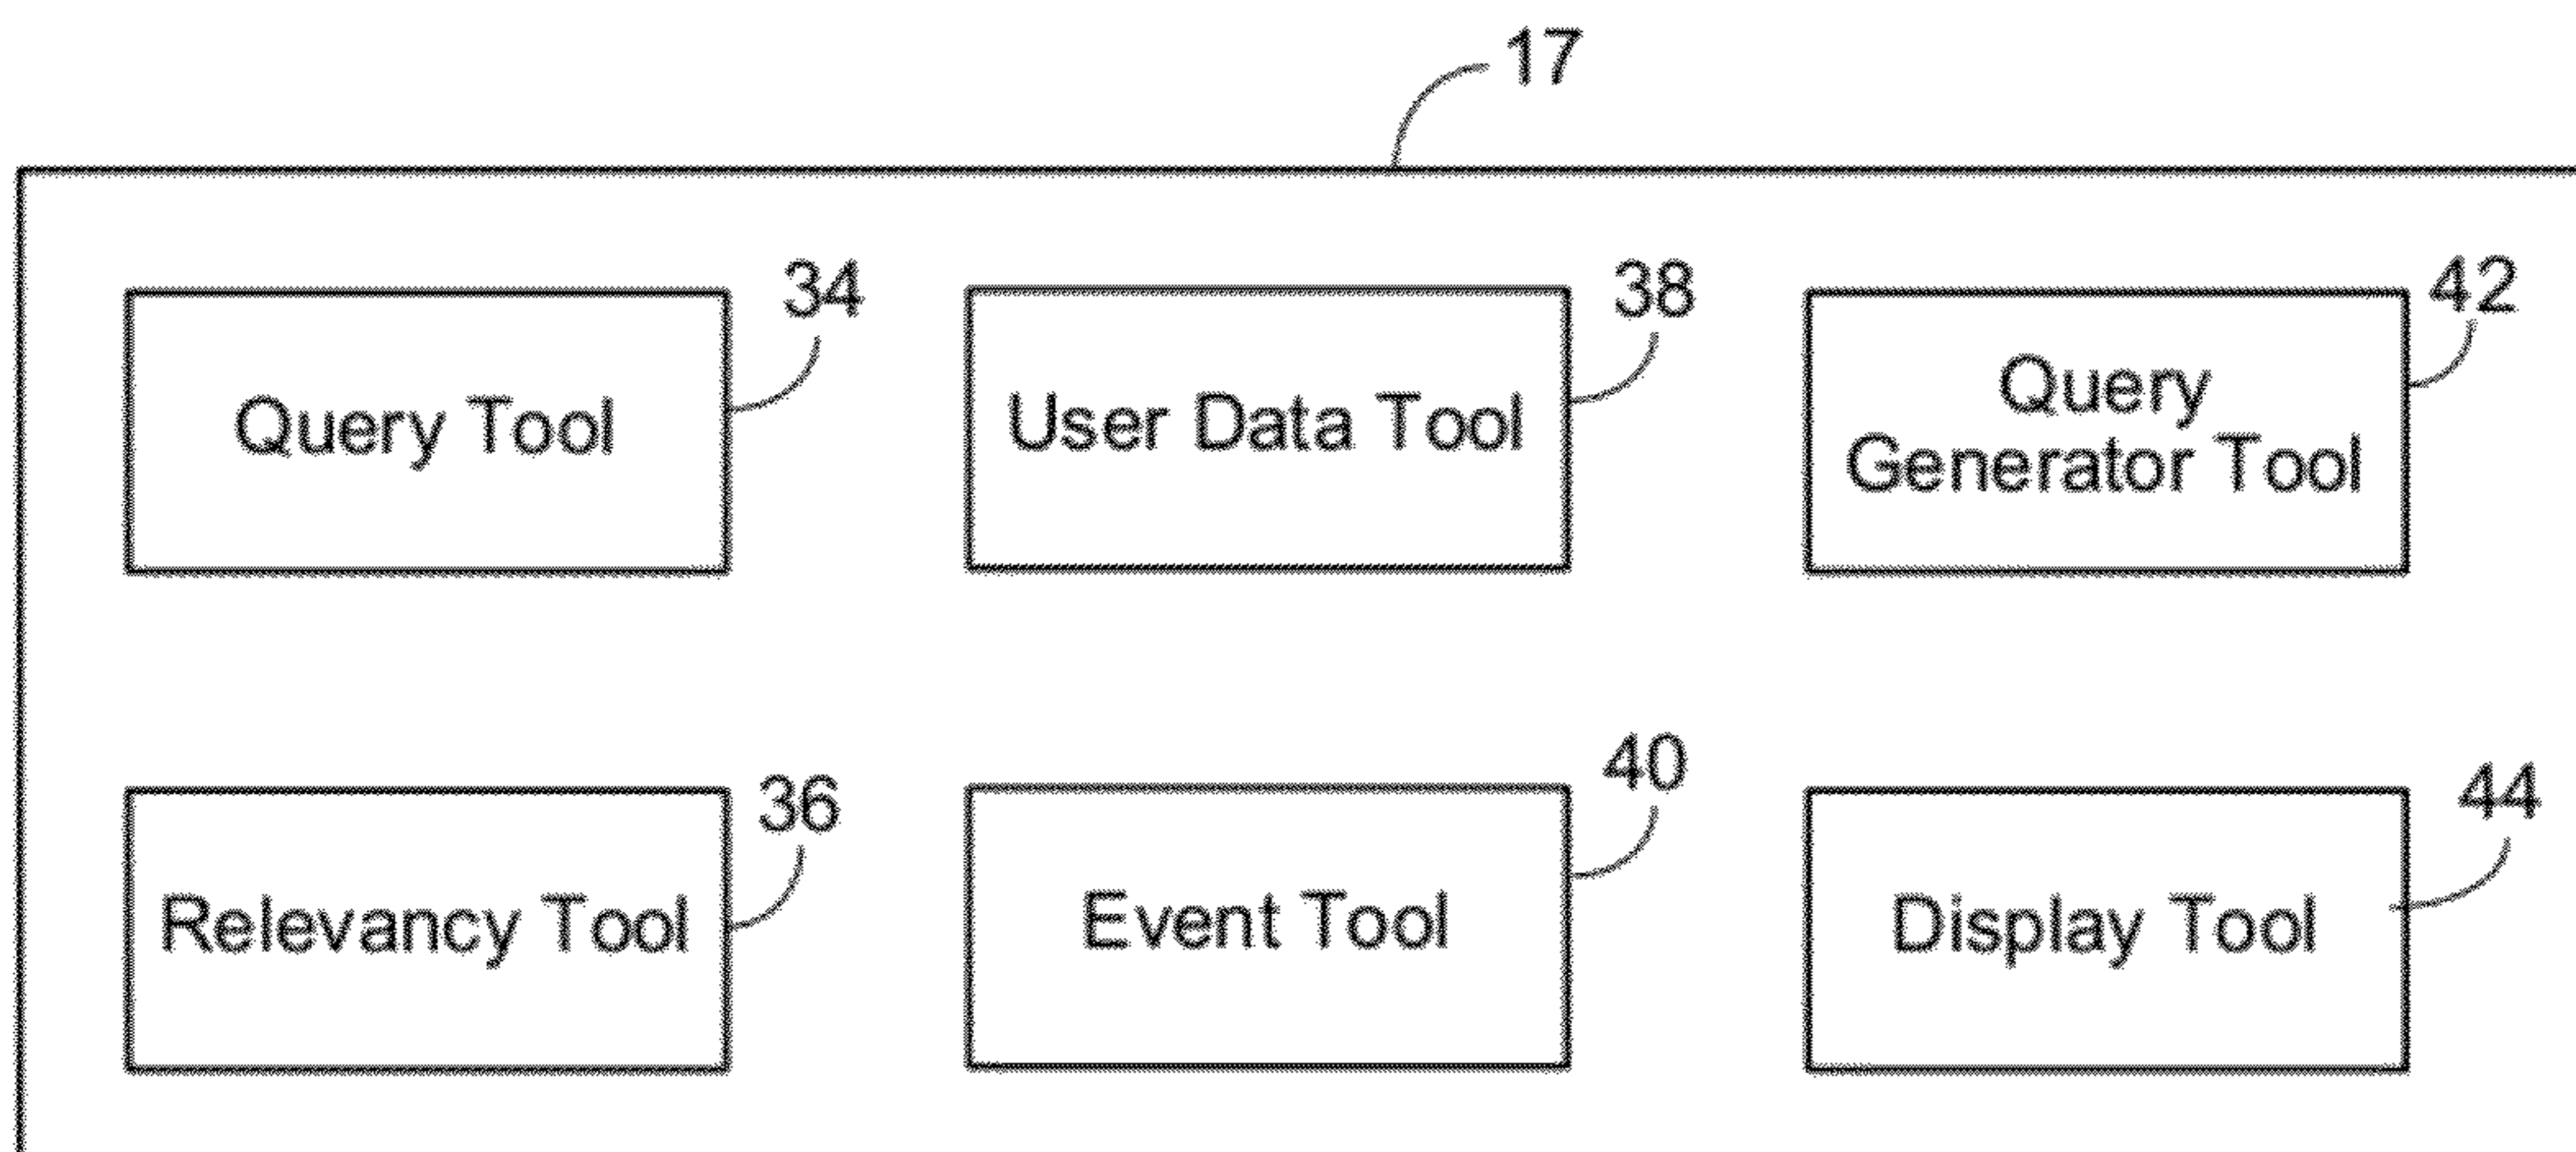 17
34
38
42
Query Tool
User Data Tool
Query
Generator Tool
36
40
44
Relevancy Tool
Event Tool
Display Tool